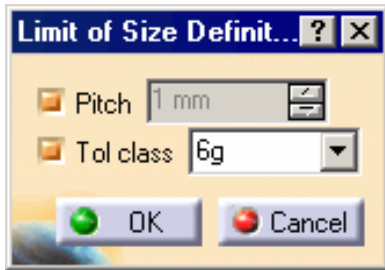 Limit of Size Definit...
Pitch 1 mm
Tol class 6g
OK Cancel